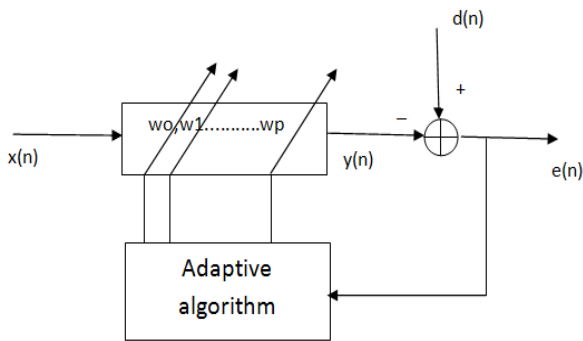 d(n)
+
wo,w1...........wp
–
x(n)
y(n)
e(n)
Adaptive
algorithm